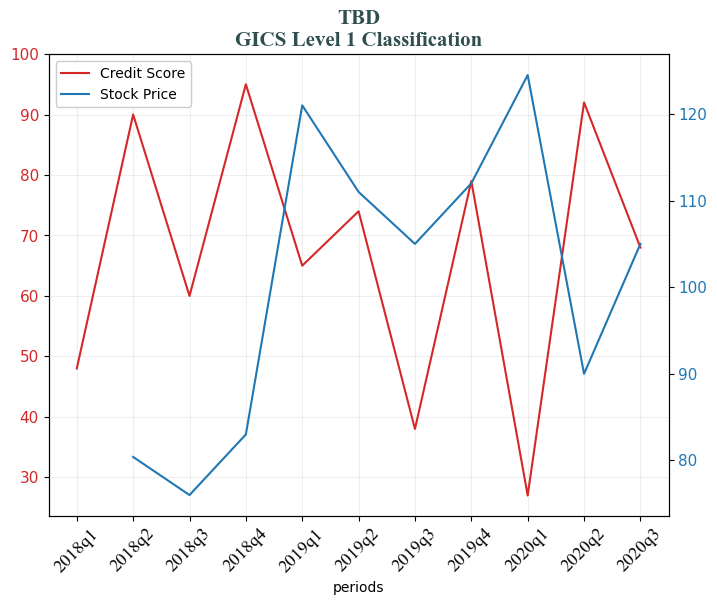 TBD
GICS Level 1 Classification
Credit Score
Stock Price
100
90
80
70
60
50
40
30
120
110
100
90
80
2018q1
2018q2
2018q3
2018q4
2019q1
2019q2
2019q3
2019q4
2020q1
2020q2
2020q3
periods